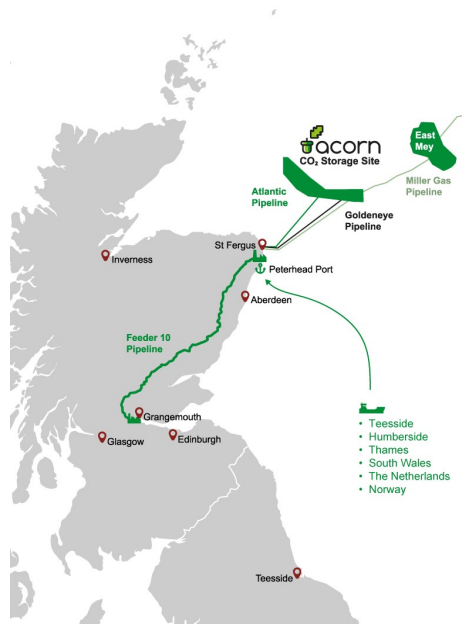 East
Mey
acorn
CO₂ Storage Site
Miller Gas
Pipeline
Atlantic
Pipeline
Goldeneye
Pipeline
St Fergus
Inverness
Peterhead Port
Aberdeen
Feeder 10
Pipeline
Grangemouth
Glasgow
Edinburgh
• Teesside
• Humberside
• Thames
• South Wales
• The Netherlands
• Norway
Teesside